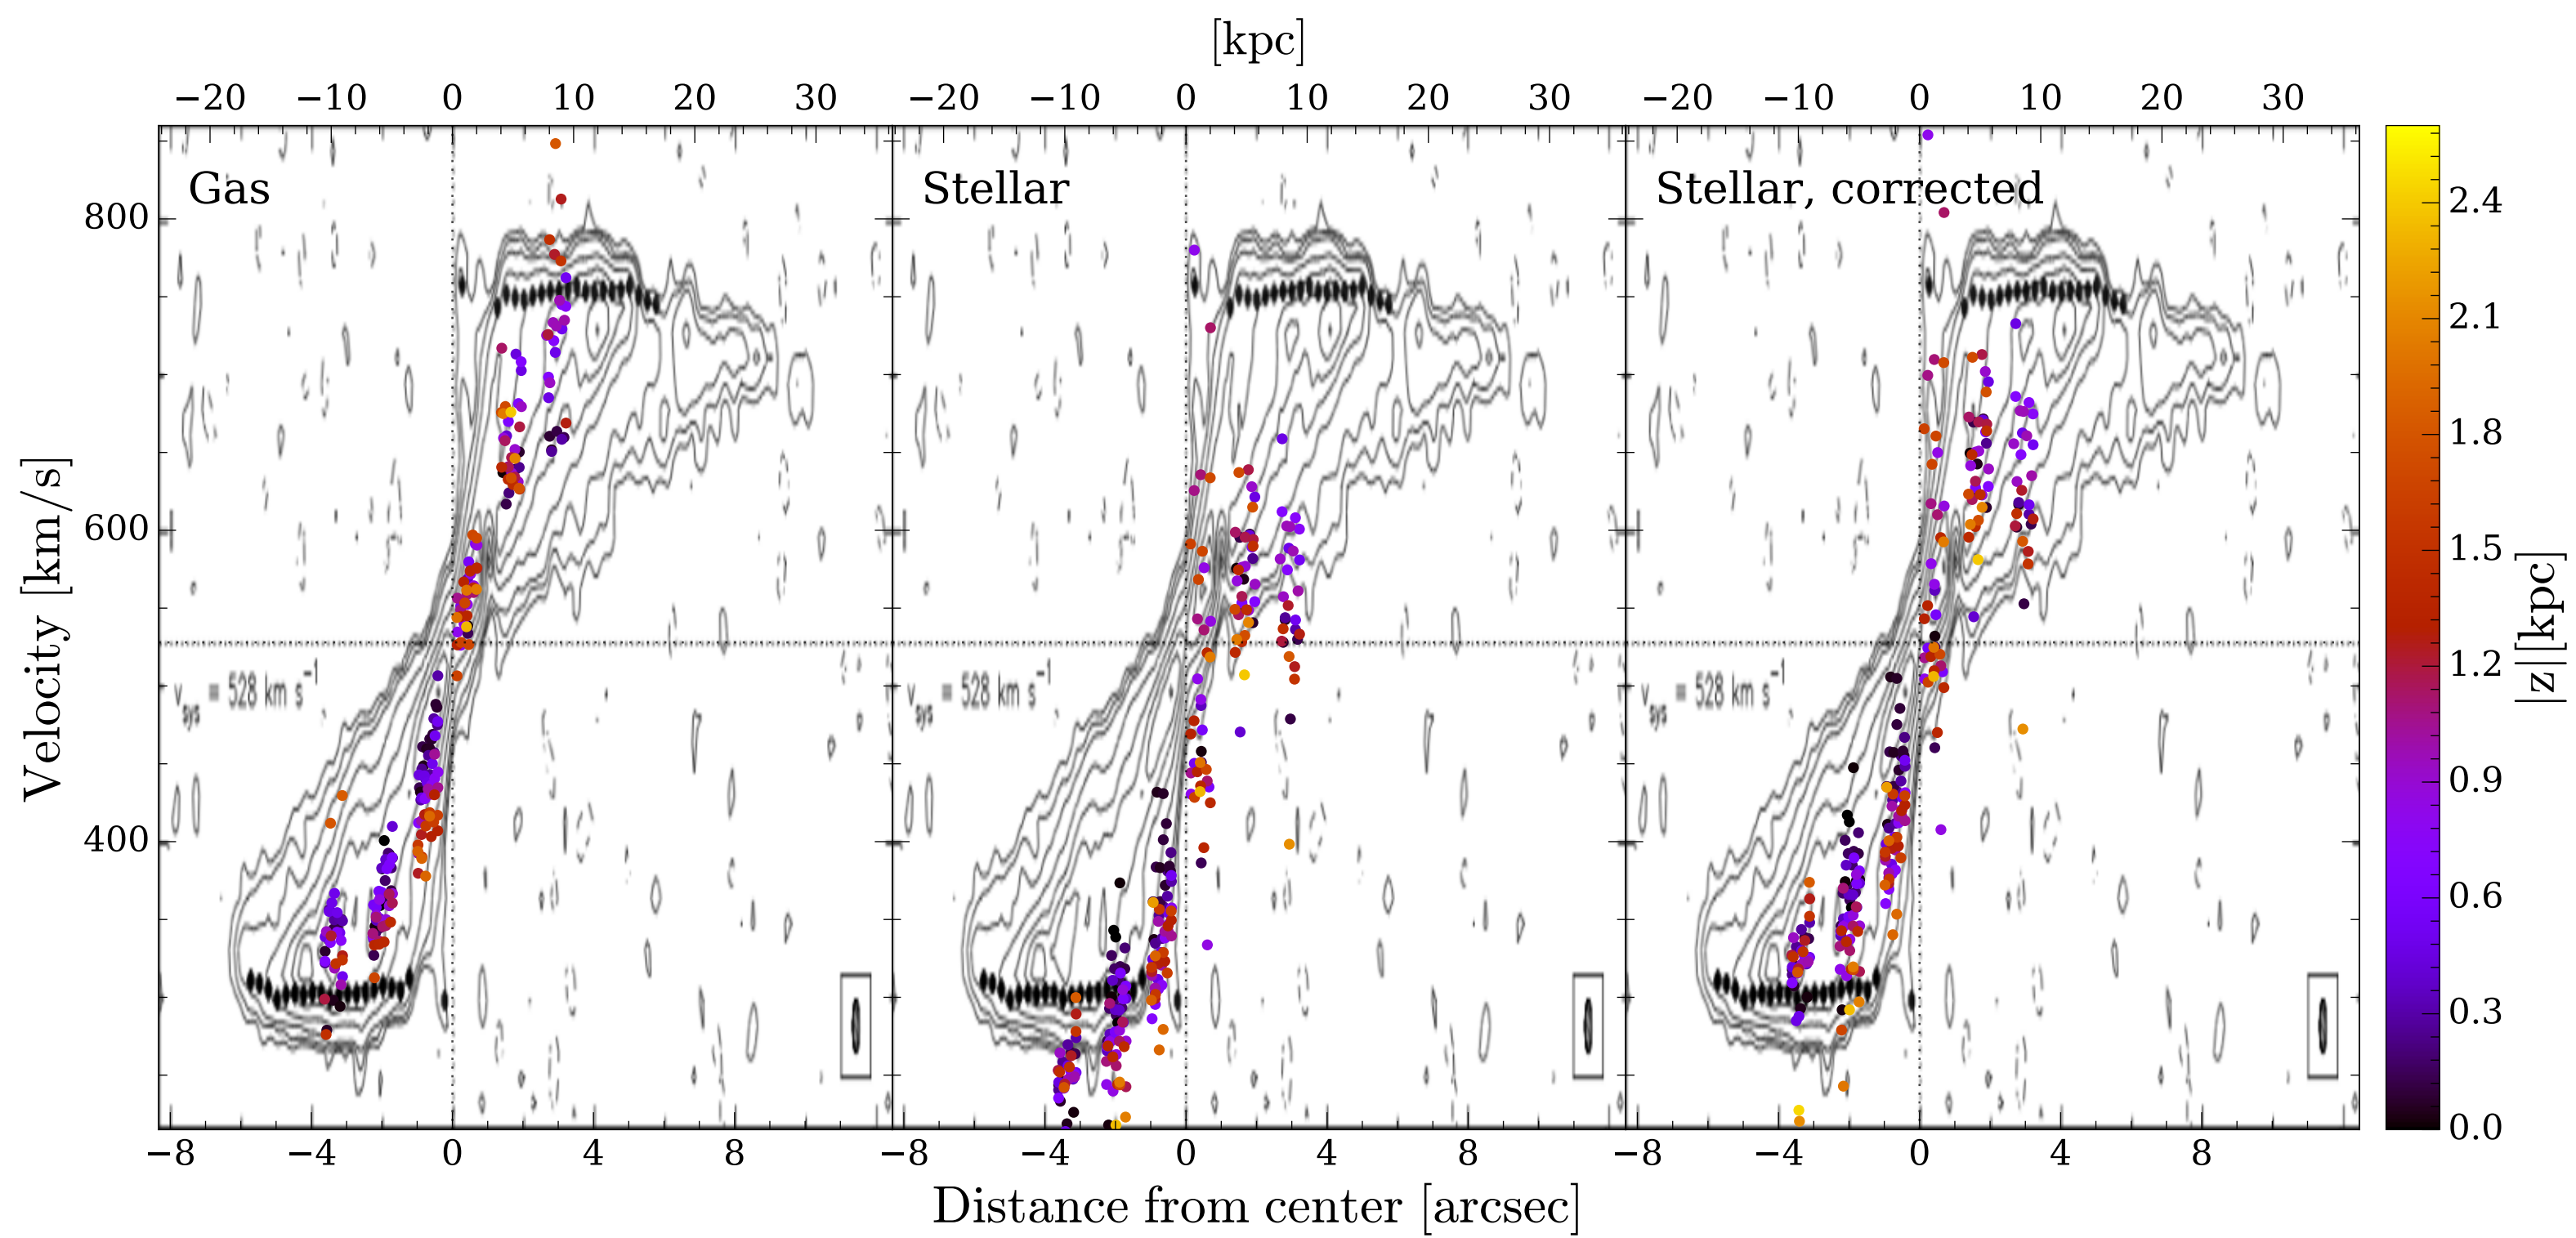 [kpc]
−20 −10 0 10 20 30 −20 −10 0 10 20 30 −20 −10 0 10 20 30
Gas Stellar Stellar, corrected
800
600
400
Velocity [km/s]
v_sys = 528 km s⁻¹ v_sys = 528 km s⁻¹ v_sys = 528 km s⁻¹
−8 −4 0 4 8 −8 −4 0 4 8 −8 −4 0 4 8
Distance from center [arcsec]
2.4
2.1
1.8
1.5
1.2
0.9
0.6
0.3
0.0
|z|[kpc]